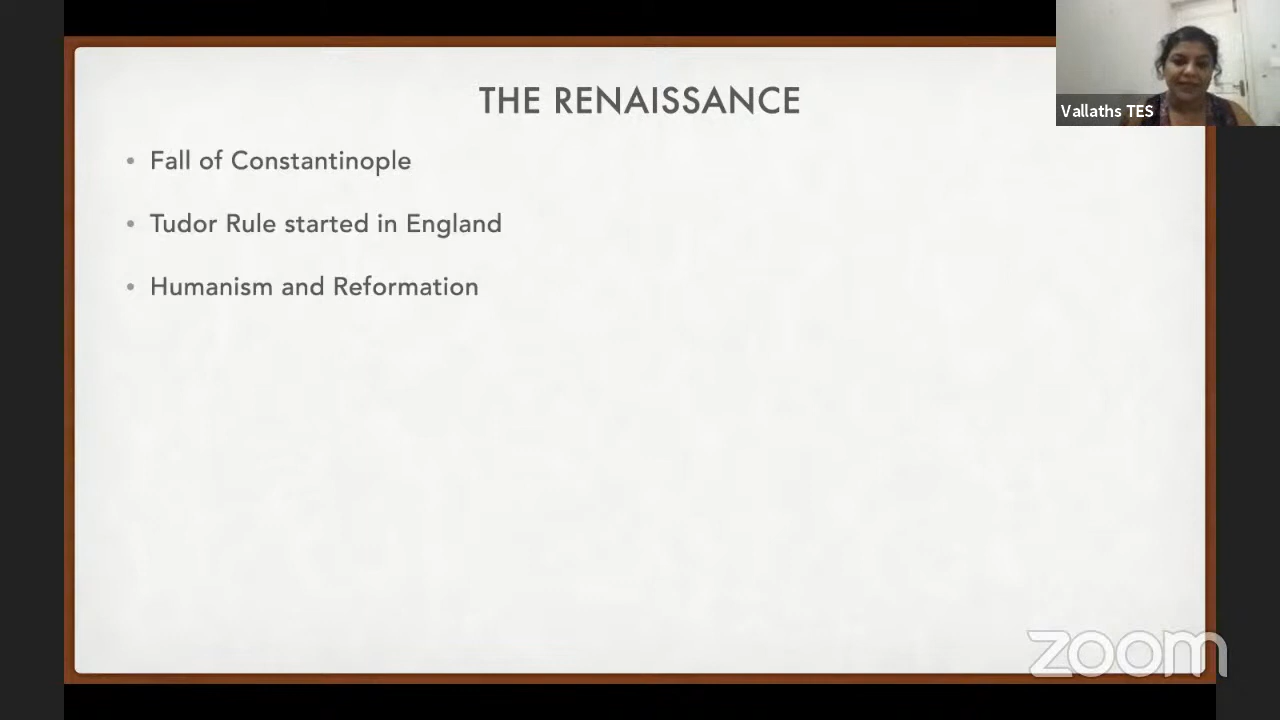 THE RENAISSANCE
Vallaths TES
• Fall of Constantinople
• Tudor Rule started in England
• Humanism and Reformation
zoom